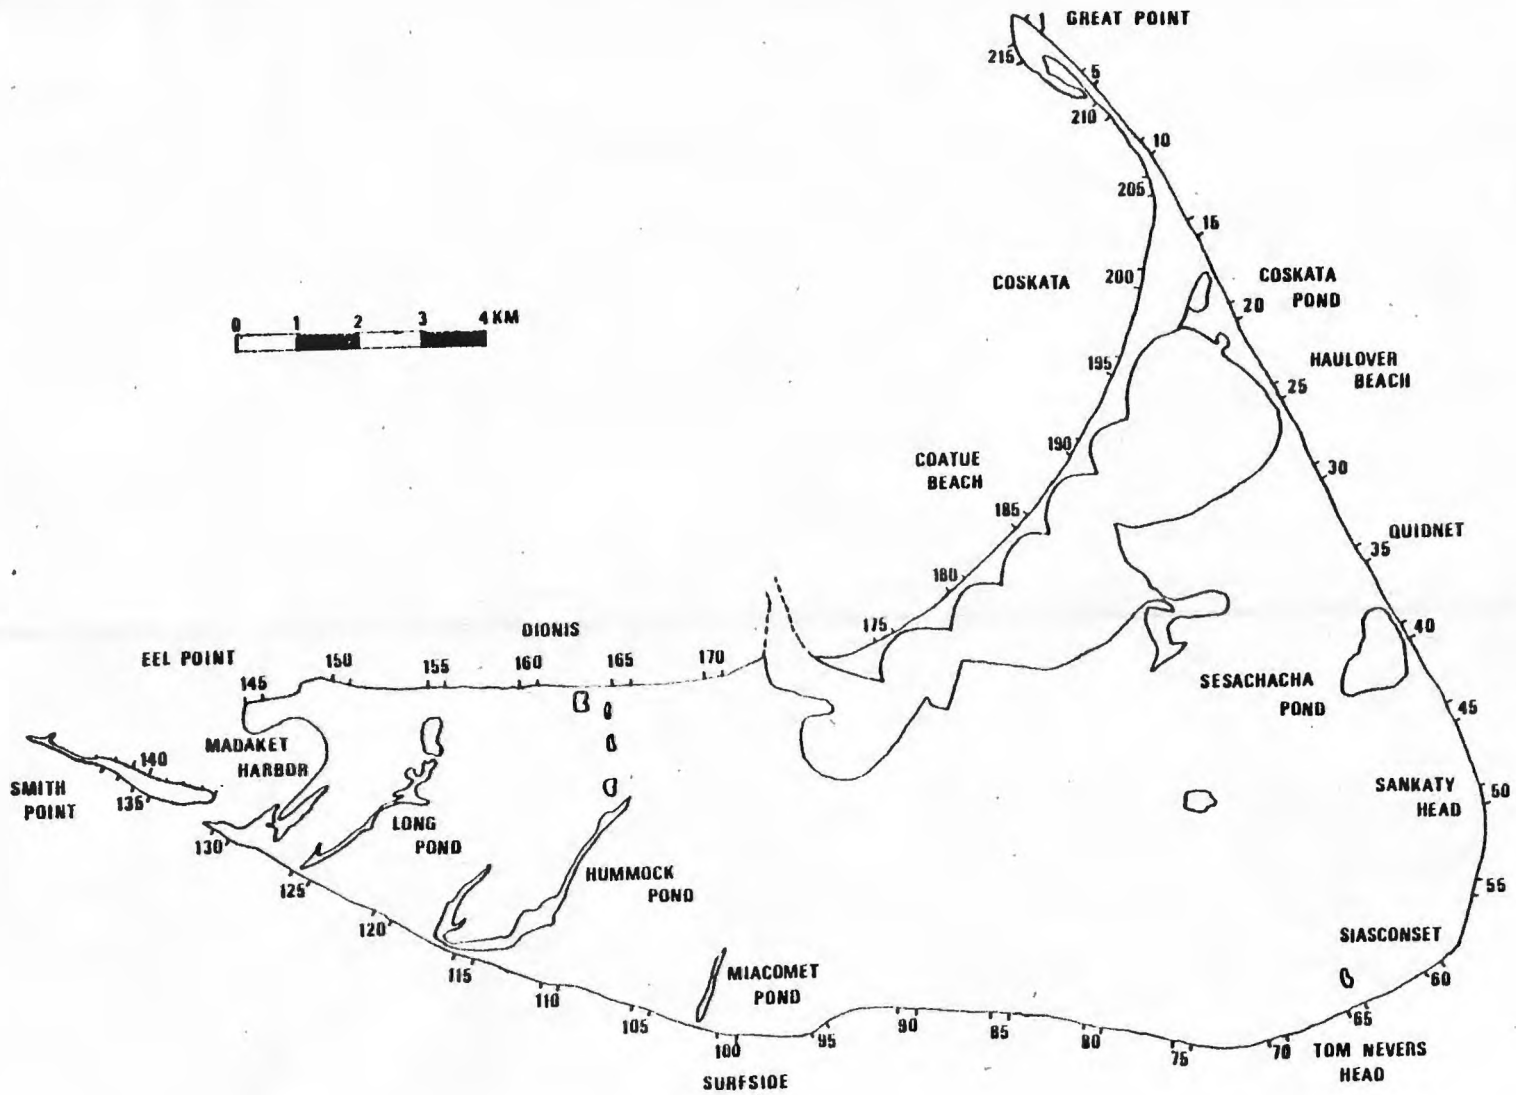 GREAT POINT
215
5
210
10
205
15
200
COSKATA
COSKATA
POND
20
0 1 2 3 4 KM
195
HAULOVER
BEACH
25
190
COATUE
BEACH
30
185
QUIDNET
35
180
175
40
DIONIS
EEL POINT
145
150
155
160
165
170
SESACHACHA
POND
45
MADAKET
HARBOR
140
135
SMITH
POINT
SANKATY
HEAD
50
130
LONG
POND
125
HUMMOCK
POND
55
120
SIASCONSET
115
MIACOMET
POND
60
110
105
65
100
95
90
85
80
75
70
TOM NEVERS
HEAD
SURFSIDE